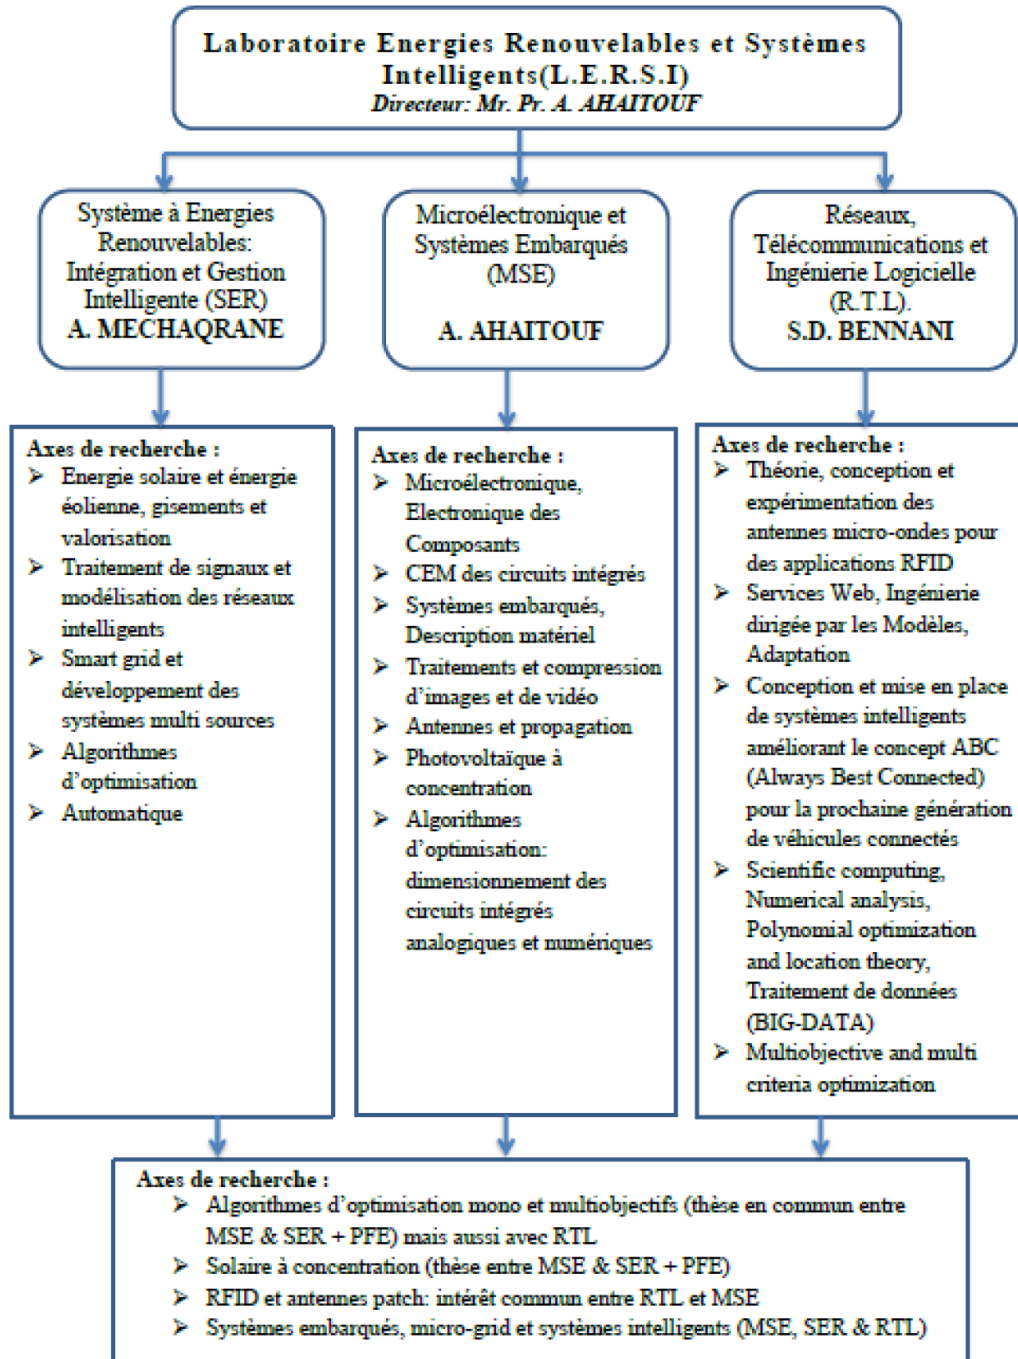 Laboratoire Energies Renouvelables et Systèmes
Intelligents(L.E.R.S.I)
Directeur: Mr. Pr. A. AHAITOUF
Système à Energies
Renouvelables:
Intégration et Gestion
Intelligente (SER)
A. MECHAQRANE
Microélectronique et
Systèmes Embarqués
(MSE)
A. AHAITOUF
Réseaux,
Télécommunications et
Ingénierie Logicielle
(R.T.L).
S.D. BENNANI
Axes de recherche :
➢ Energie solaire et énergie
éolienne, gisements et
valorisation
➢ Traitement de signaux et
modélisation des réseaux
intelligents
➢ Smart grid et
développement des
systèmes multi sources
➢ Algorithmes
d’optimisation
➢ Automatique
Axes de recherche :
➢ Microélectronique,
Electronique des
Composants
➢ CEM des circuits intégrés
➢ Systèmes embarqués,
Description matériel
➢ Traitements et compression
d’images et de vidéo
➢ Antennes et propagation
➢ Photovoltaïque à
concentration
➢ Algorithmes
d’optimisation:
dimensionnement des
circuits intégrés
analogiques et numériques
Axes de recherche :
➢ Théorie, conception et
expérimentation des
antennes micro-ondes pour
des applications RFID
➢ Services Web, Ingénierie
dirigée par les Modèles,
Adaptation
➢ Conception et mise en place
de systèmes intelligents
améliorant le concept ABC
(Always Best Connected)
pour la prochaine génération
de véhicules connectés
➢ Scientific computing,
Numerical analysis,
Polynomial optimization
and location theory,
Traitement de données
(BIG-DATA)
➢ Multiobjective and multi
criteria optimization
Axes de recherche :
➢ Algorithmes d’optimisation mono et multiobjectifs (thèse en commun entre
MSE & SER + PFE) mais aussi avec RTL
➢ Solaire à concentration (thèse entre MSE & SER + PFE)
➢ RFID et antennes patch: intérêt commun entre RTL et MSE
➢ Systèmes embarqués, micro-grid et systèmes intelligents (MSE, SER & RTL)